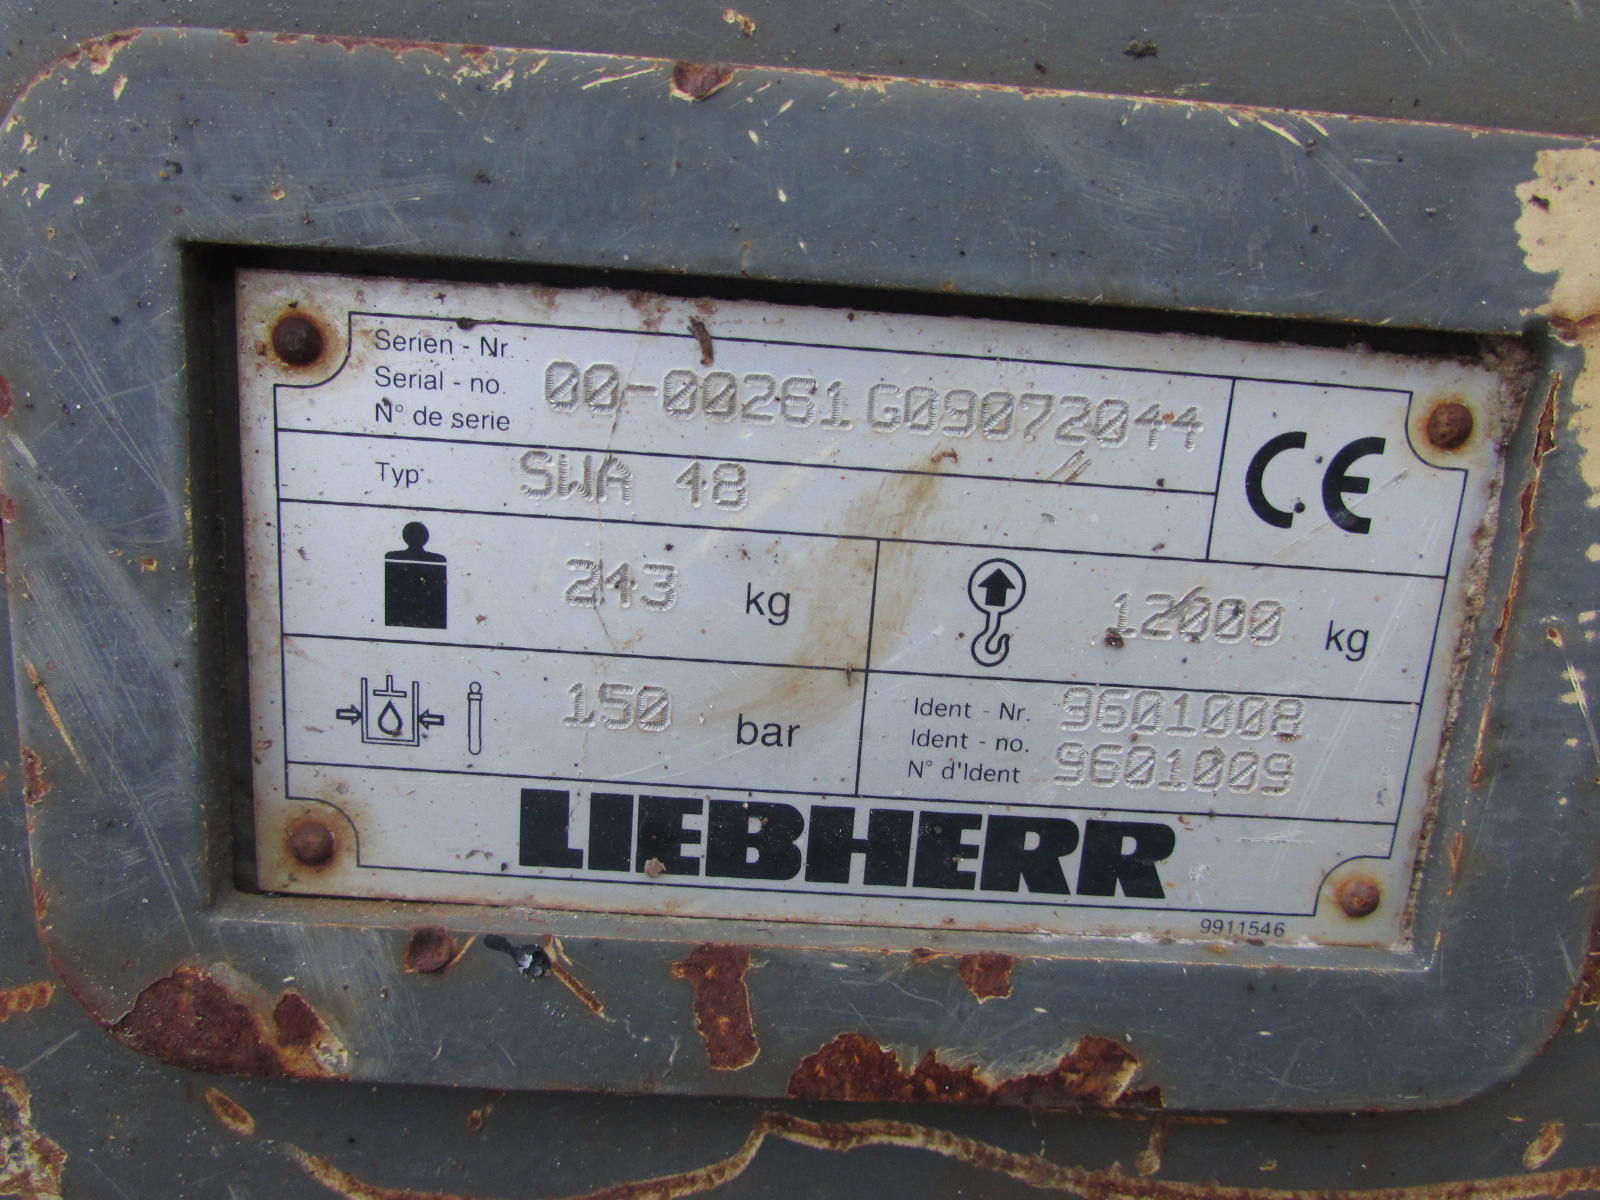 Serien - Nr.
Serial - no. 00-00261 G09072044
N° de serie
CE
Typ SWA 48
243 kg
12000 kg
150 bar
Ident - Nr. 9601008
Ident - no.
N° d'Ident 9601009
LIEBHERR
9911546